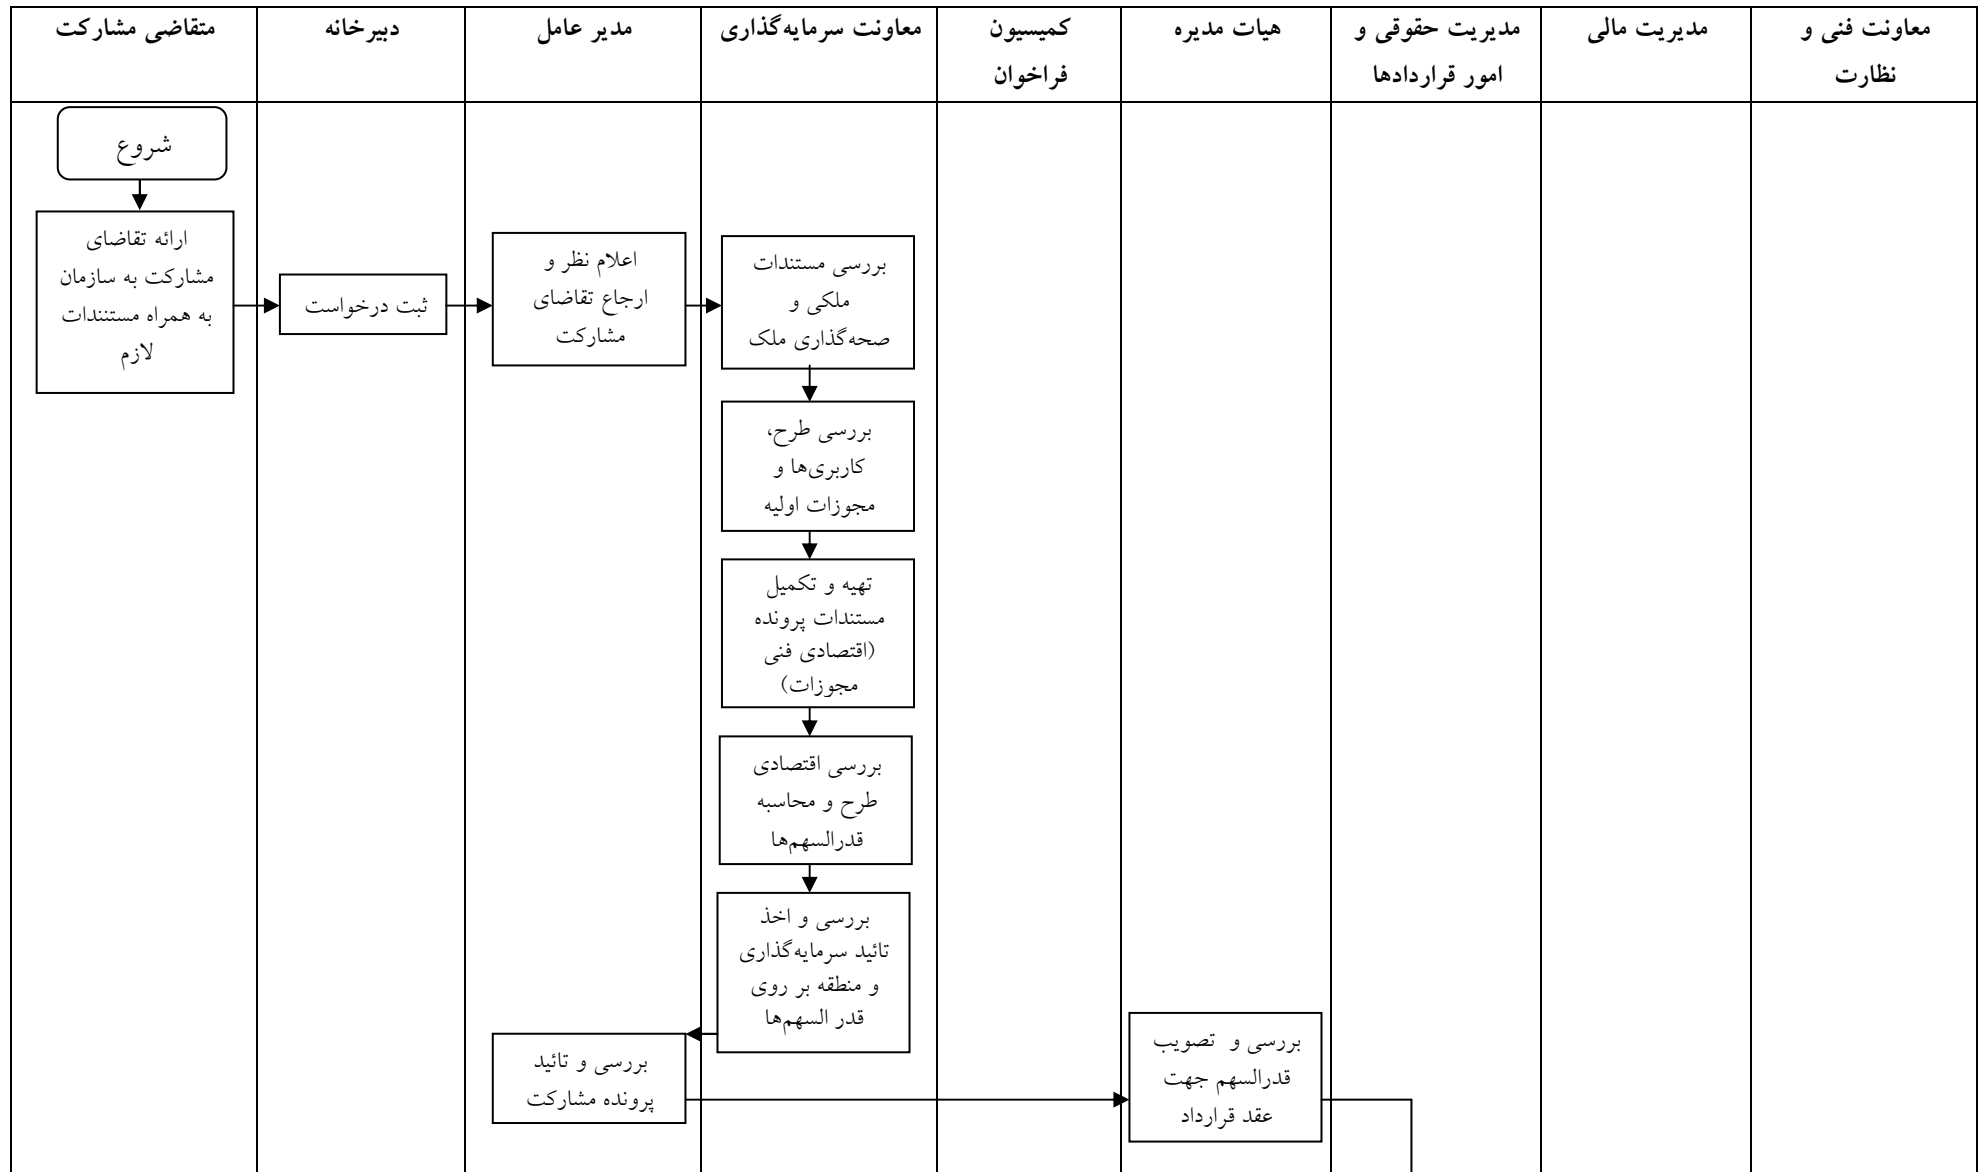 متقاضی مشارکت
دبیرخانه
مدیر عامل
معاونت سرمایه‌گذاری
کمیسیون
فراخوان
هیات مدیره
مدیریت حقوقی و
امور قراردادها
مدیریت مالی
معاونت فنی و
نظارت
شروع
ارائه تقاضای
مشارکت به سازمان
به همراه مستندات
لازم
ثبت درخواست
اعلام نظر و
ارجاع تقاضای
مشارکت
بررسی مستندات
ملکی و
صحه‌گذاری ملک
بررسی طرح،
کاربری‌ها و
مجوزات اولیه
تهیه و تکمیل
مستندات پرونده
(اقتصادی فنی
مجوزات)
بررسی اقتصادی
طرح و محاسبه
قدرالسهم‌ها
بررسی و اخذ
تائید سرمایه‌گذاری
و منطقه بر روی
قدر السهم‌ها
بررسی و تائید
پرونده مشارکت
بررسی و تصویب
قدرالسهم جهت
عقد قرارداد